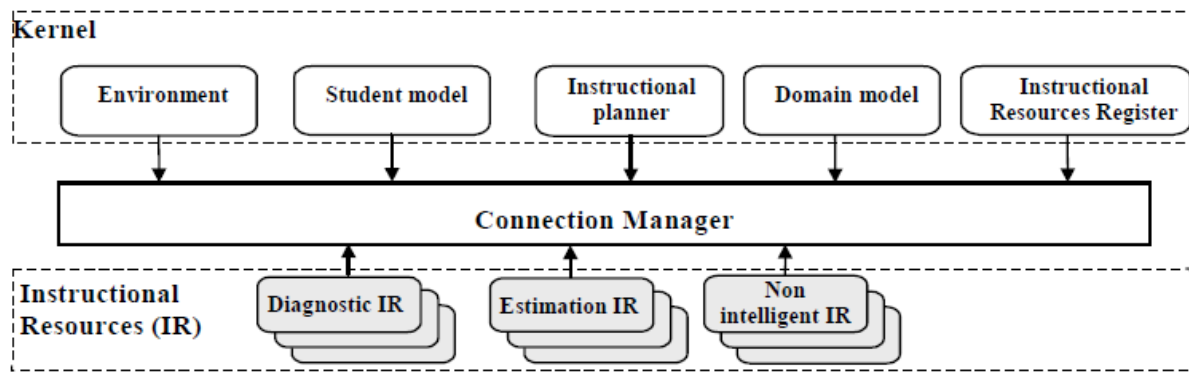 Kernel
Environment
Student model
Instructional
planner
Domain model
Instructional
Resources Register
Connection Manager
Instructional
Resources (IR)
Diagnostic IR
Estimation IR
Non
intelligent IR